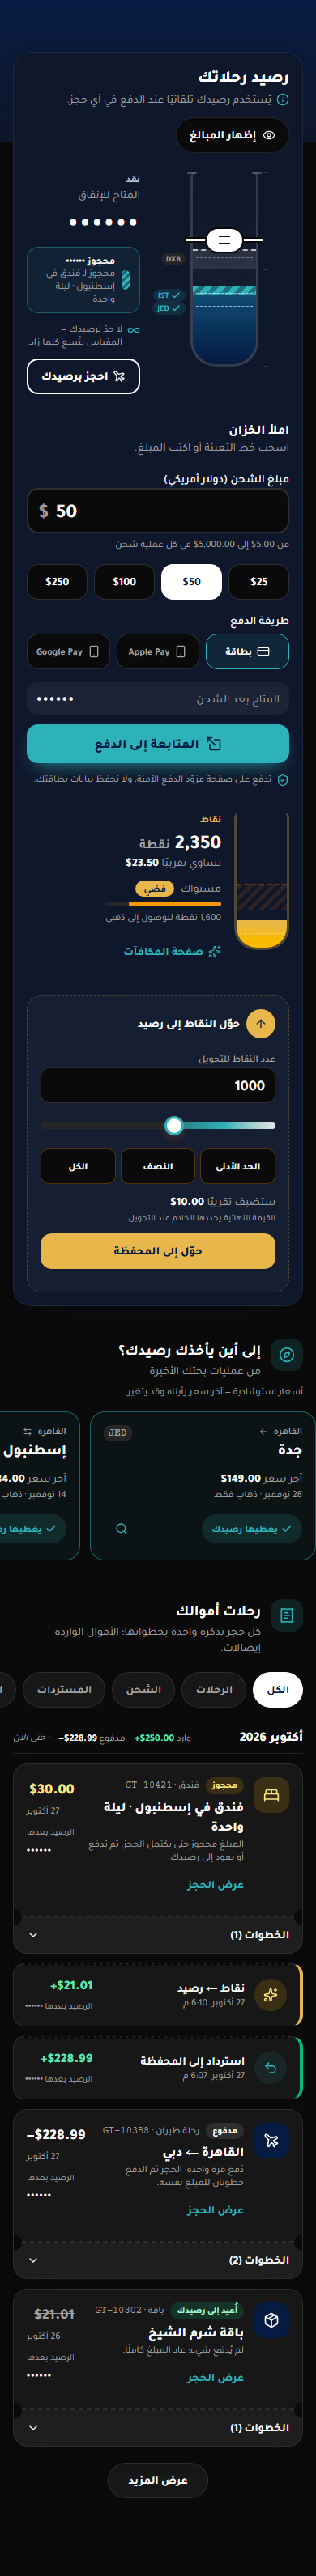 رصيد رحلاتك
يُستخدم رصيدك تلقائيًا عند الدفع في أي حجز.
إظهار المبالغ
نقد
المتاح للإنفاق
••••••
محجوز ••••••
محجوز لـ فندق في
إسطنبول · ليلة
واحدة
لا حدّ لرصيدك —
المقياس يتّسع كلما زاد.
احجز برصيدك
DXB
IST
JED
املأ الخزان
اسحب خط التعبئة أو اكتب المبلغ.
مبلغ الشحن (دولار أمريكي)
$ 50
من $5.00 إلى $5,000.00 في كل عملية شحن
$25
$50
$100
$250
طريقة الدفع
بطاقة
Apple Pay
Google Pay
المتاح بعد الشحن
••••••
المتابعة إلى الدفع
تدفع على صفحة مزوّد الدفع الآمنة، ولا نحفظ بيانات بطاقتك.
نقاط
2,350 نقطة
تساوي تقريبًا $23.50
مستواك فضي
1,600 نقطة للوصول إلى ذهبي
صفحة المكافآت
حوّل النقاط إلى رصيد
عدد النقاط للتحويل
1000
الحد الأدنى
النصف
الكل
ستضيف تقريبًا $10.00
القيمة النهائية يحددها الخادم عند التحويل.
حوّل إلى المحفظة
إلى أين يأخذك رصيدك؟
من عمليات بحثك الأخيرة
أسعار استرشادية — آخر سعر رأيناه وقد يتغير.
القاهرة
JED
جدة
آخر سعر $149.00
28 نوفمبر · ذهاب فقط
يغطيها رصيدك
القاهرة
إسطنبول
آخر سعر
14 نوفمبر · ذهاب
يغطيها
رحلات أموالك
كل حجز تذكرة واحدة بخطواتها؛ الأموال الواردة
إيصالات.
الكل
الرحلات
الشحن
المستردات
أكتوبر 2026
وارد +$250.00
مدفوع −$228.99
· حتى الآن
محجوز
فندق · GT-10421
$30.00
فندق في إسطنبول · ليلة
واحدة
27 أكتوبر
المبلغ محجوز حتى يكتمل الحجز، ثم يُدفع
أو يعود إلى رصيدك.
الرصيد بعدها
••••••
عرض الحجز
الخطوات (1)
نقاط ← رصيد
+$21.01
27 أكتوبر، 6:10 م
الرصيد بعدها ••••••
استرداد إلى المحفظة
+$228.99
27 أكتوبر، 6:07 م
الرصيد بعدها ••••••
مدفوع
رحلة طيران · GT-10388
−$228.99
القاهرة ← دبي
27 أكتوبر
دُفع مرة واحدة: الحجز ثم الدفع
خطوتان للمبلغ نفسه.
الرصيد بعدها
••••••
عرض الحجز
الخطوات (2)
أُعيد إلى رصيدك
باقة · GT-10302
$21.01
باقة شرم الشيخ
26 أكتوبر
لم يُدفع شيء: عاد المبلغ كاملًا.
الرصيد بعدها
••••••
عرض الحجز
الخطوات (1)
عرض المزيد